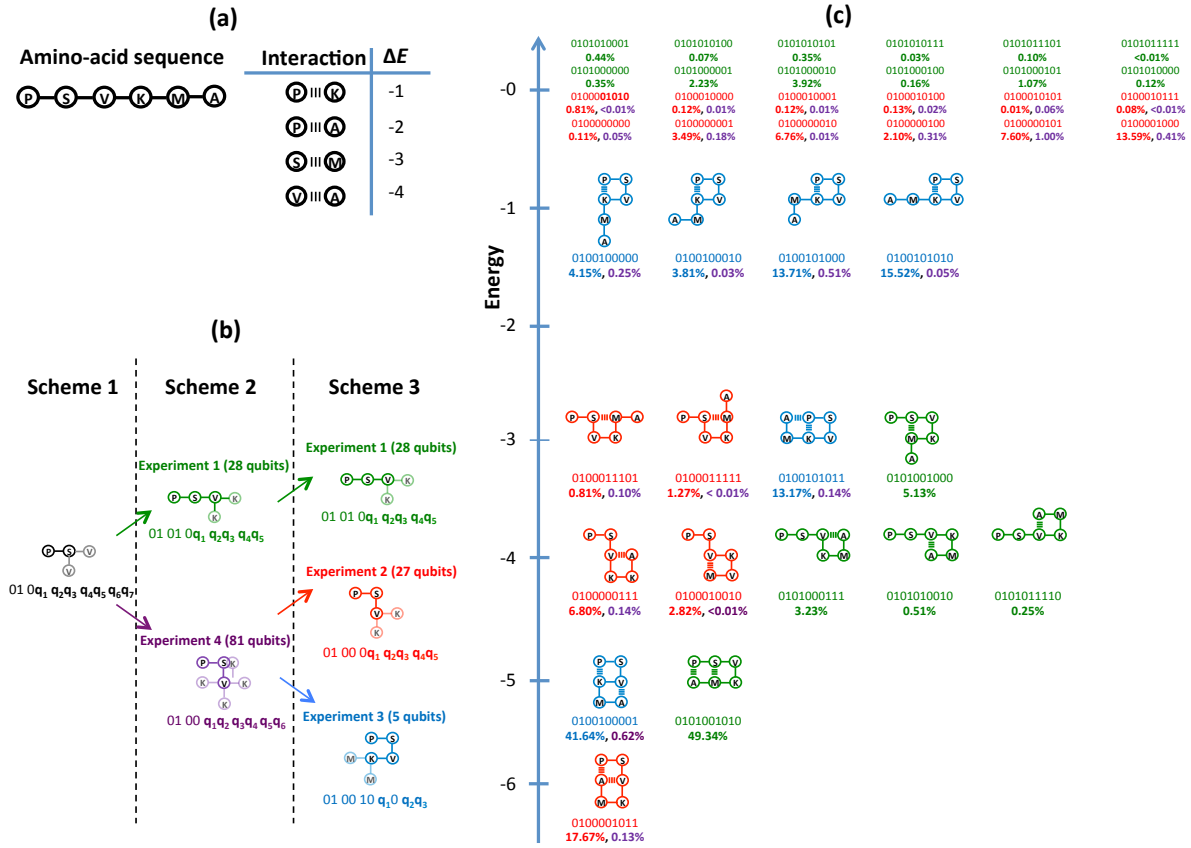 (a)
Amino-acid sequence
P S V K M A
Interaction ΔE
P K -1
P A -2
S M -3
V A -4
(b)
Scheme 1 Scheme 2 Scheme 3
Experiment 1 (28 qubits)
P S V K
K
01 01 0q1 q2q3 q4q5
Experiment 1 (28 qubits)
P S V K
K
01 01 0q1 q2q3 q4q5
P S V
V
01 0q1 q2q3 q4q5 q6q7
Experiment 2 (27 qubits)
P S
V K
K
01 00 0q1 q2q3 q4q5
Experiment 4 (81 qubits)
P S K
K V K
K
01 00 q1q2 q3q4 q5q6
Experiment 3 (5 qubits)
P S
M K V
M
01 00 10 q10 q2q3
(c)
Energy
-0
-1
-2
-3
-4
-5
-6
0101010001 0101010100 0101010101 0101010111 0101011101 0101011111
0.44% 0.07% 0.35% 0.03% 0.10% <0.01%
0101000000 0101000001 0101000010 0101000100 0101000101 0101010000
0.35% 2.23% 3.92% 0.16% 1.07% 0.12%
0100001010 0100010000 0100010001 0100010100 0100010101 0100010111
0.81%, <0.01% 0.12%, 0.01% 0.12%, 0.01% 0.13%, 0.02% 0.01%, 0.06% 0.08%, <0.01%
0100000000 0100000001 0100000010 0100000100 0100000101 0100001000
0.11%, 0.05% 3.49%, 0.18% 6.76%, 0.01% 2.10%, 0.31% 7.60%, 1.00% 13.59%, 0.41%
P S P S P S P S
K V K V M K V A M K V
M A M A
A
0100100000 0100100010 0100101000 0100101010
4.15%, 0.25% 3.81%, 0.03% 13.71%, 0.51% 15.52%, 0.05%
A
P S M A P S M A P S P S V
V K V K M K V M K
A
0100011101 0100011111 0100101011 0101001000
0.81%, 0.10% 1.27%, < 0.01% 13.17%, 0.14% 5.13%
P S P S P S V A P S V K A M
V A V K K M A M P S V K
K K M V
0100000111 0100010010 0101000111 0101010010 0101011110
6.80%, 0.14% 2.82%, <0.01% 3.23% 0.51% 0.25%
P S P S V
K V A M K
M A
0100100001 0101001010
41.64%, 0.62% 49.34%
P S
A V
M K
0100001011
17.67%, 0.13%